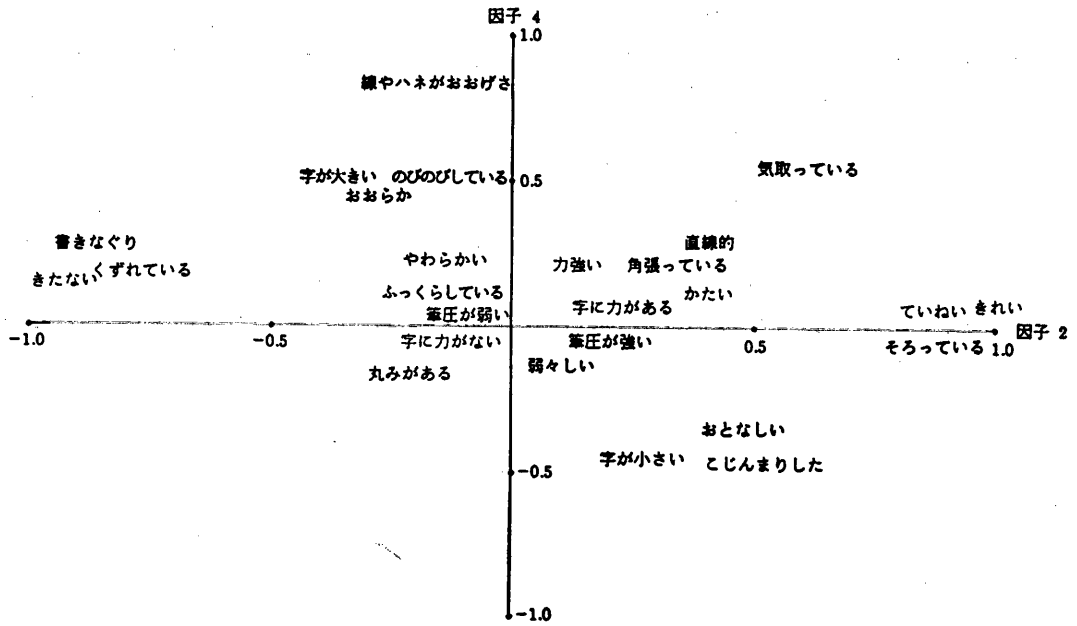 因子 4
1.0
線やハネがおおげさ
気取っている
字が大きい のびのびしている 0.5
おおらか
書きなぐり
直線的
やわらかい 力強い 角張っている
きたない くずれている
ふっくらしている かたい
筆圧が弱い 字に力がある ていねい きれい
-1.0 -0.5 0.5 1.0 因子 2
字に力がない 筆圧が強い そろっている
丸みがある 弱々しい
おとなしい
字が小さい こじんまりした
-0.5
-1.0